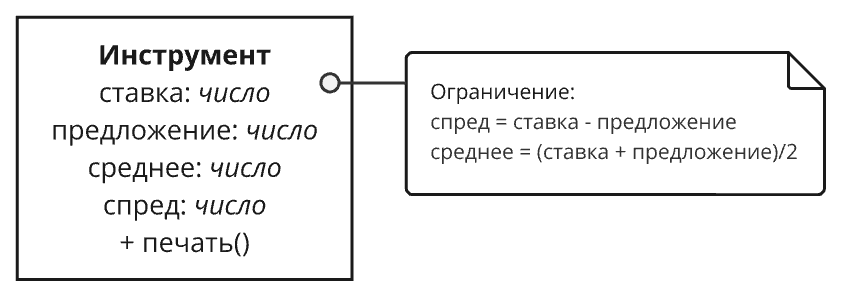 Инструмент
ставка: число
предложение: число
среднее: число
спред: число
+ печать()
Ограничение:
спред = ставка - предложение
среднее = (ставка + предложение)/2